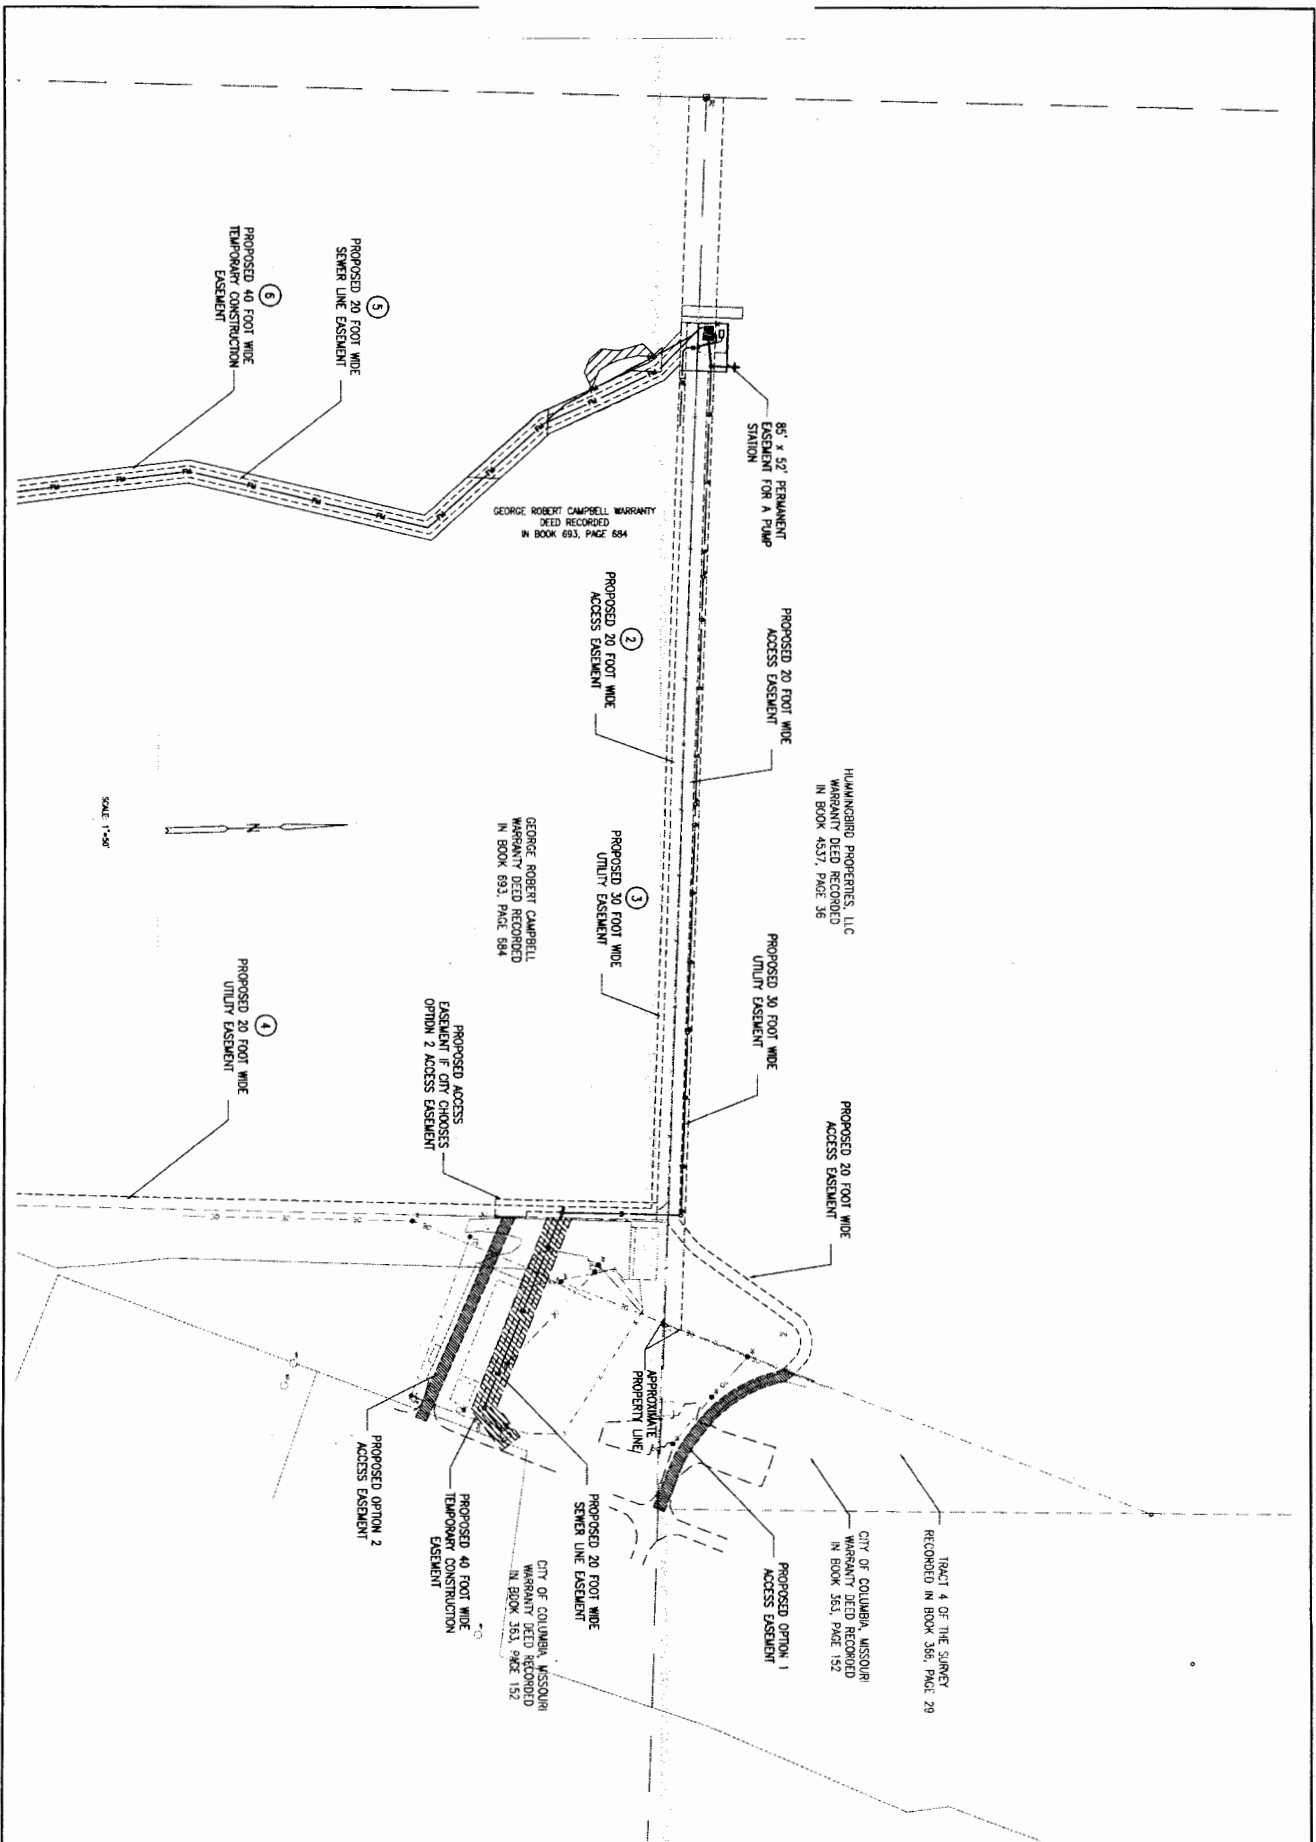 TRACT 4 OF THE SURVEY
RECORDED IN BOOK 366, PAGE 29
CITY OF COLUMBIA, MISSOURI
WARRANTY DEED RECORDED
IN BOOK 363, PAGE 152
PROPOSED OPTION 1
ACCESS EASEMENT
PROPOSED 20 FOOT WIDE
ACCESS EASEMENT
HUMMINGBIRD PROPERTIES, LLC
WARRANTY DEED RECORDED
IN BOOK 4537, PAGE 36
PROPOSED 30 FOOT WIDE
UTILITY EASEMENT
PROPOSED 20 FOOT WIDE
ACCESS EASEMENT
85' x 52' PERMANENT
EASEMENT FOR A PUMP
STATION
APPROXIMATE
PROPERTY LINE
GEORGE ROBERT CAMPBELL WARRANTY
DEED RECORDED
IN BOOK 693, PAGE 684
2
PROPOSED 20 FOOT WIDE
ACCESS EASEMENT
3
PROPOSED 30 FOOT WIDE
UTILITY EASEMENT
GEORGE ROBERT CAMPBELL
WARRANTY DEED RECORDED
IN BOOK 693, PAGE 684
PROPOSED 20 FOOT WIDE
SEWER LINE EASEMENT
CITY OF COLUMBIA, MISSOURI
WARRANTY DEED RECORDED
IN BOOK 363, PAGE 152
PROPOSED 40 FOOT WIDE
TEMPORARY CONSTRUCTION
EASEMENT
PROPOSED OPTION 2
ACCESS EASEMENT
PROPOSED ACCESS
EASEMENT IF CITY CHOOSES
OPTION 2 ACCESS EASEMENT
5
PROPOSED 20 FOOT WIDE
SEWER LINE EASEMENT
6
PROPOSED 40 FOOT WIDE
TEMPORARY CONSTRUCTION
EASEMENT
4
PROPOSED 20 FOOT WIDE
UTILITY EASEMENT
N
SCALE: 1"=50'